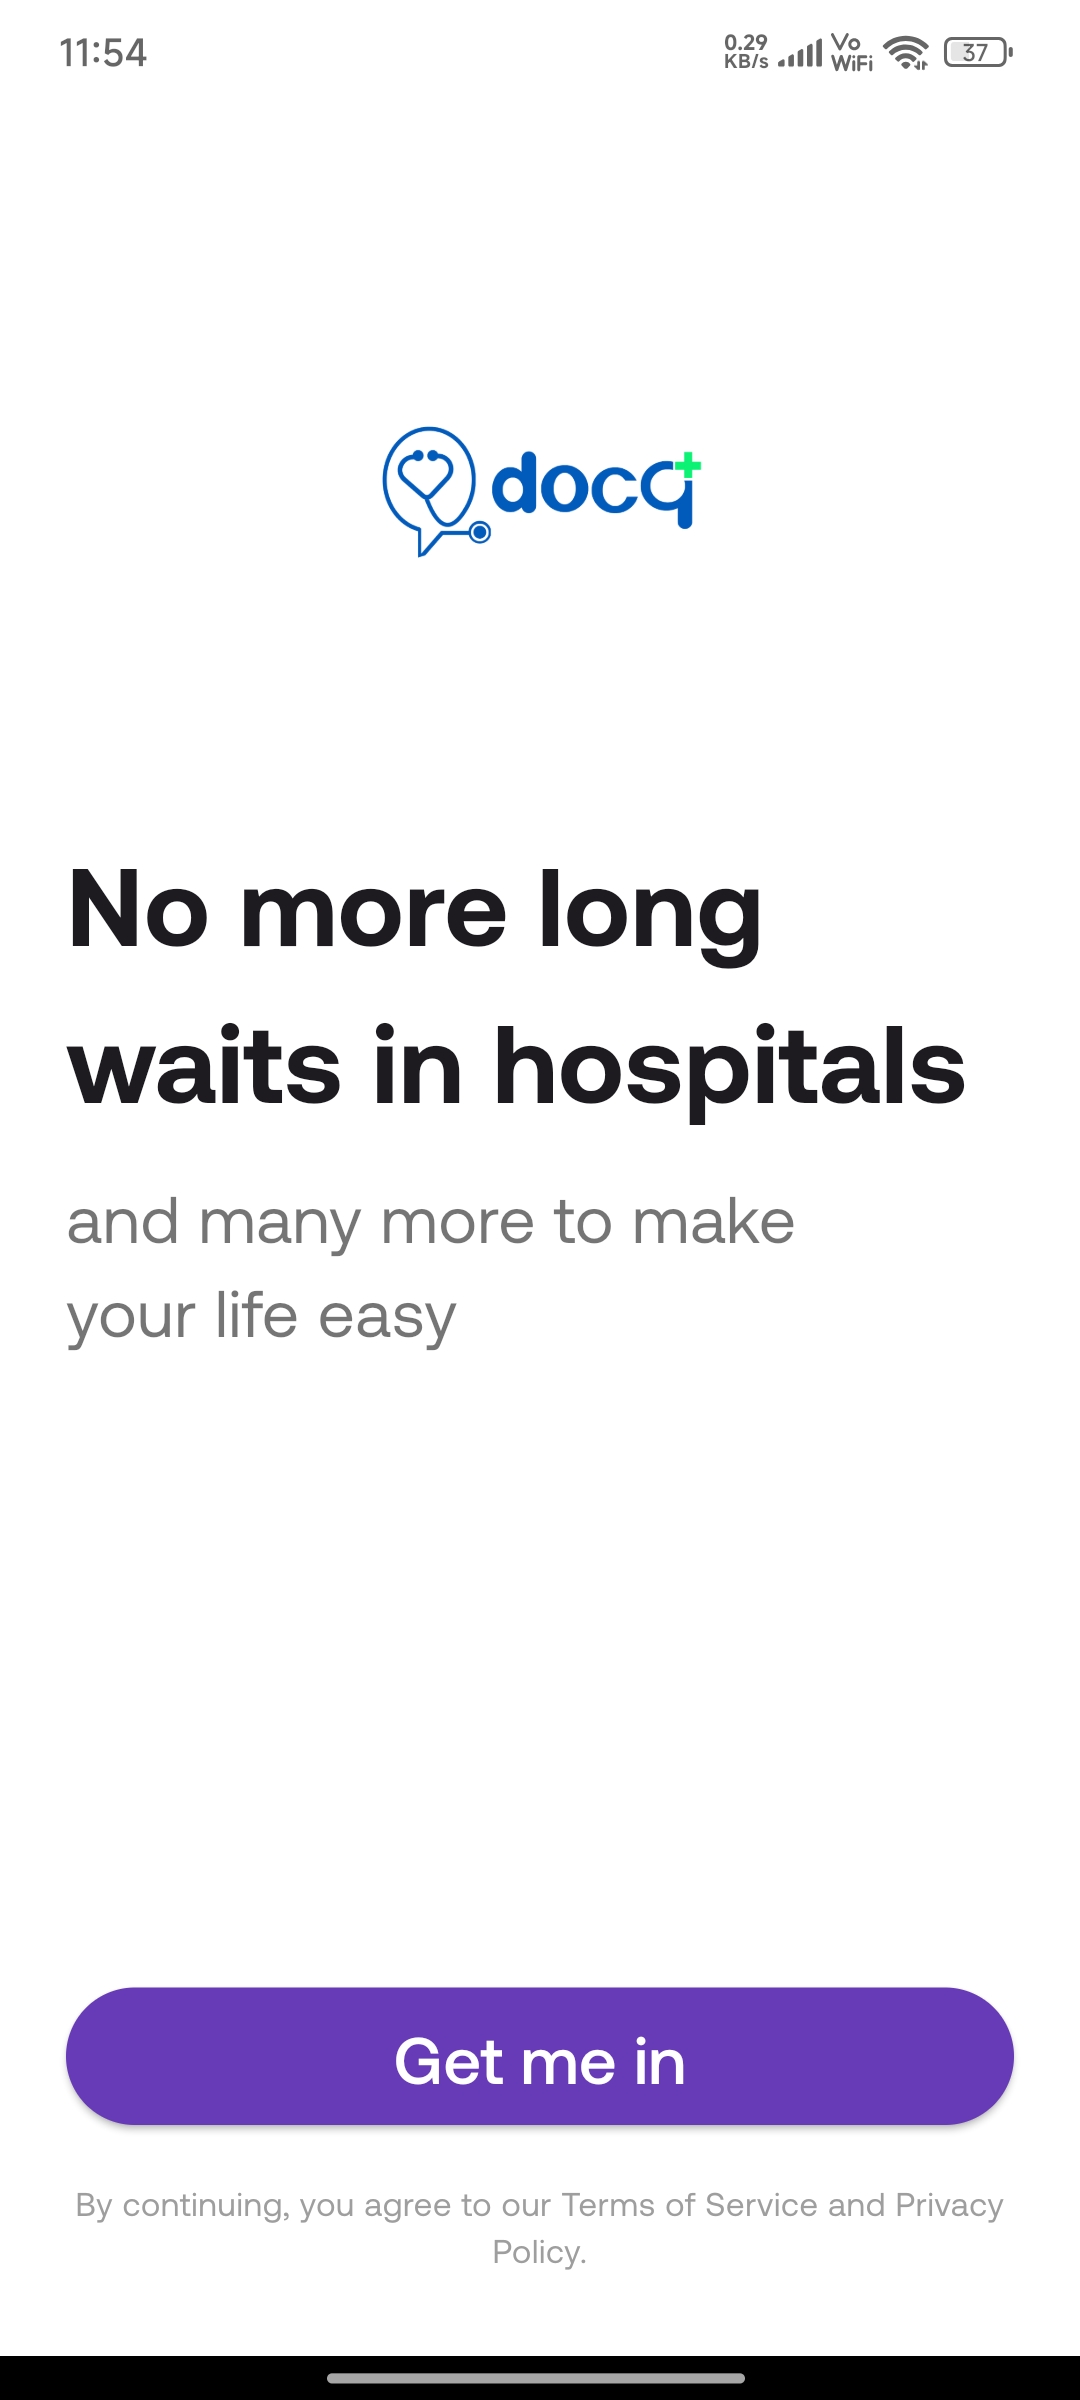 11:54
0.29
KB/s
Vo
WiFi
37
docq
No more long
waits in hospitals
and many more to make
your life easy
Get me in
By continuing, you agree to our Terms of Service and Privacy
Policy.